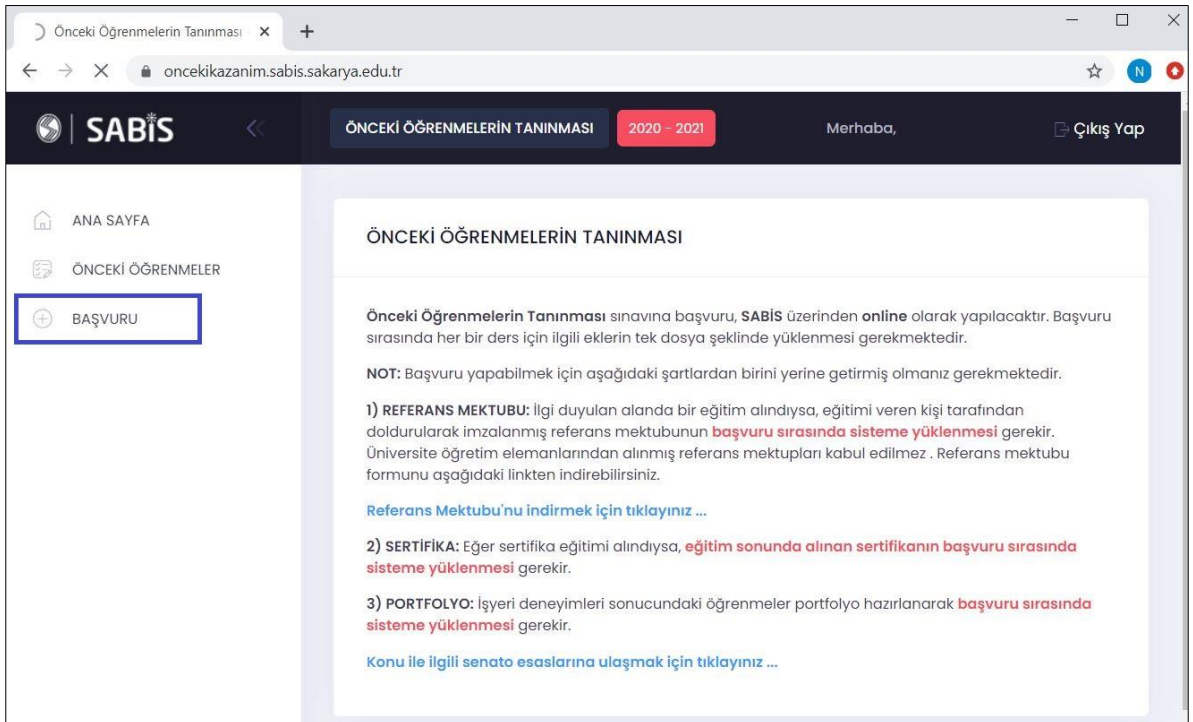 Önceki Öğrenmelerin Tanınması
oncekikazanim.sabis.sakarya.edu.tr
N
SABİS
ÖNCEKİ ÖĞRENMELERİN TANINMASI
2020 - 2021
Merhaba,
Çıkış Yap
ANA SAYFA
ÖNCEKİ ÖĞRENMELER
BAŞVURU
ÖNCEKİ ÖĞRENMELERİN TANINMASI
Önceki Öğrenmelerin Tanınması sınavına başvuru, SABİS üzerinden online olarak yapılacaktır. Başvuru
sırasında her bir ders için ilgili eklerin tek dosya şeklinde yüklenmesi gerekmektedir.
NOT: Başvuru yapabilmek için aşağıdaki şartlardan birini yerine getirmiş olmanız gerekmektedir.
1) REFERANS MEKTUBU: İlgi duyulan alanda bir eğitim alındıysa, eğitimi veren kişi tarafından
doldurularak imzalanmış referans mektubunun başvuru sırasında sisteme yüklenmesi gerekir.
Üniversite öğretim elemanlarından alınmış referans mektupları kabul edilmez . Referans mektubu
formunu aşağıdaki linkten indirebilirsiniz.
Referans Mektubu'nu indirmek için tıklayınız ...
2) SERTİFİKA: Eğer sertifika eğitimi alındıysa, eğitim sonunda alınan sertifikanın başvuru sırasında
sisteme yüklenmesi gerekir.
3) PORTFOLYO: İşyeri deneyimleri sonucundaki öğrenmeler portfolyo hazırlanarak başvuru sırasında
sisteme yüklenmesi gerekir.
Konu ile ilgili senato esaslarına ulaşmak için tıklayınız ...